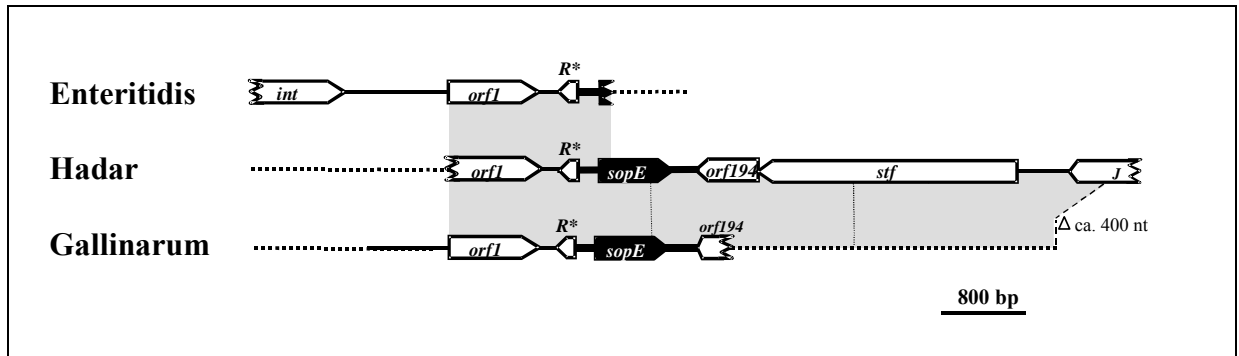 R*
Enteritidis int orf1
R*
Hadar orf1 sopE orf194 stf J
R* orf194
Δ ca. 400 nt
Gallinarum orf1 sopE
800 bp